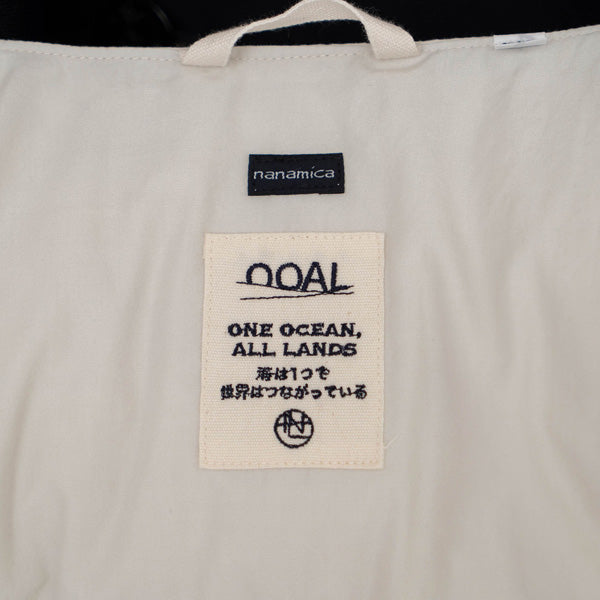 nanamica
OOAL
ONE OCEAN,
ALL LANDS
海は1つで
世界はつながっている